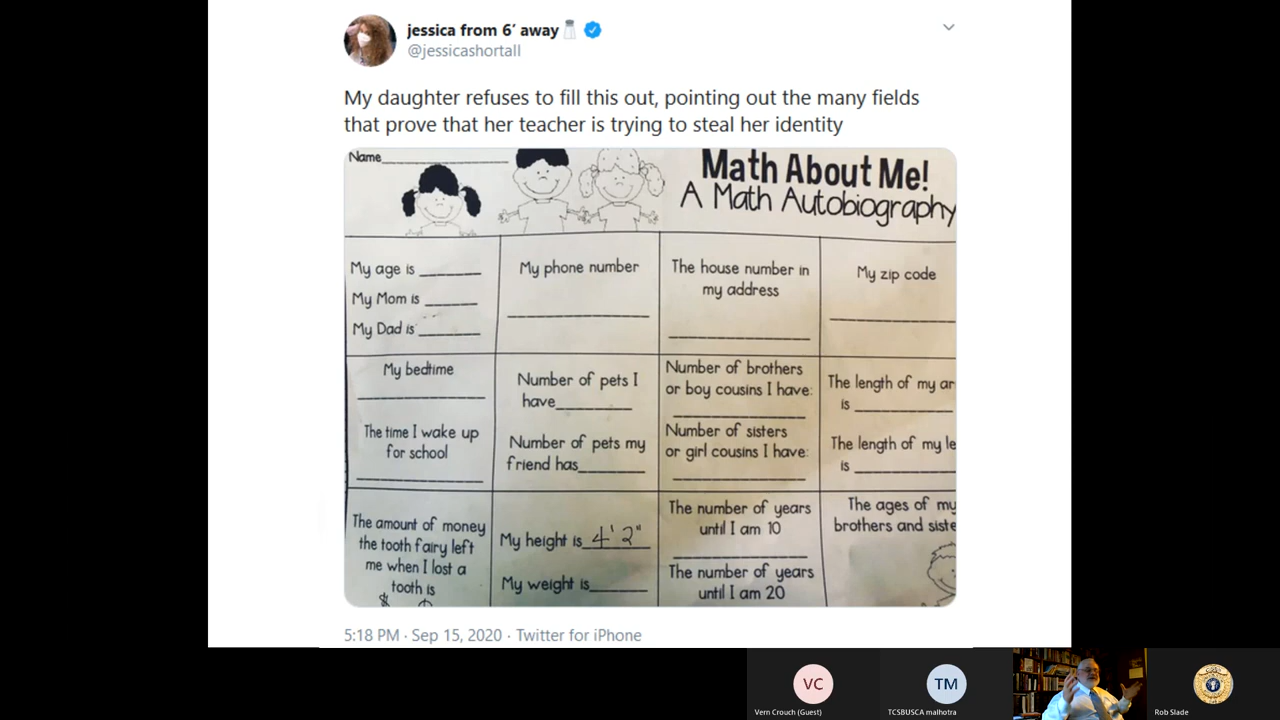 jessica from 6' away
@jessicashortall
My daughter refuses to fill this out, pointing out the many fields
that prove that her teacher is trying to steal her identity
Name
Math About Me!
A Math Autobiography
My age is
My Mom is
My Dad is
My phone number
The house number in
my address
My zip code
My bedtime
The time I wake up
for school
Number of pets I
have
Number of pets my
friend has
Number of brothers
or boy cousins I have:
Number of sisters
or girl cousins I have:
The length of my ar
is
The length of my le
is
The amount of money
the tooth fairy left
me when I lost a
tooth is
$
My height is 4' 2"
My weight is
The number of years
until I am 10
The number of years
until I am 20
The ages of my
brothers and siste
5:18 PM · Sep 15, 2020 · Twitter for iPhone
VC
Vern Crouch (Guest)
TM
TCSBUSCA malhotra
Rob Slade